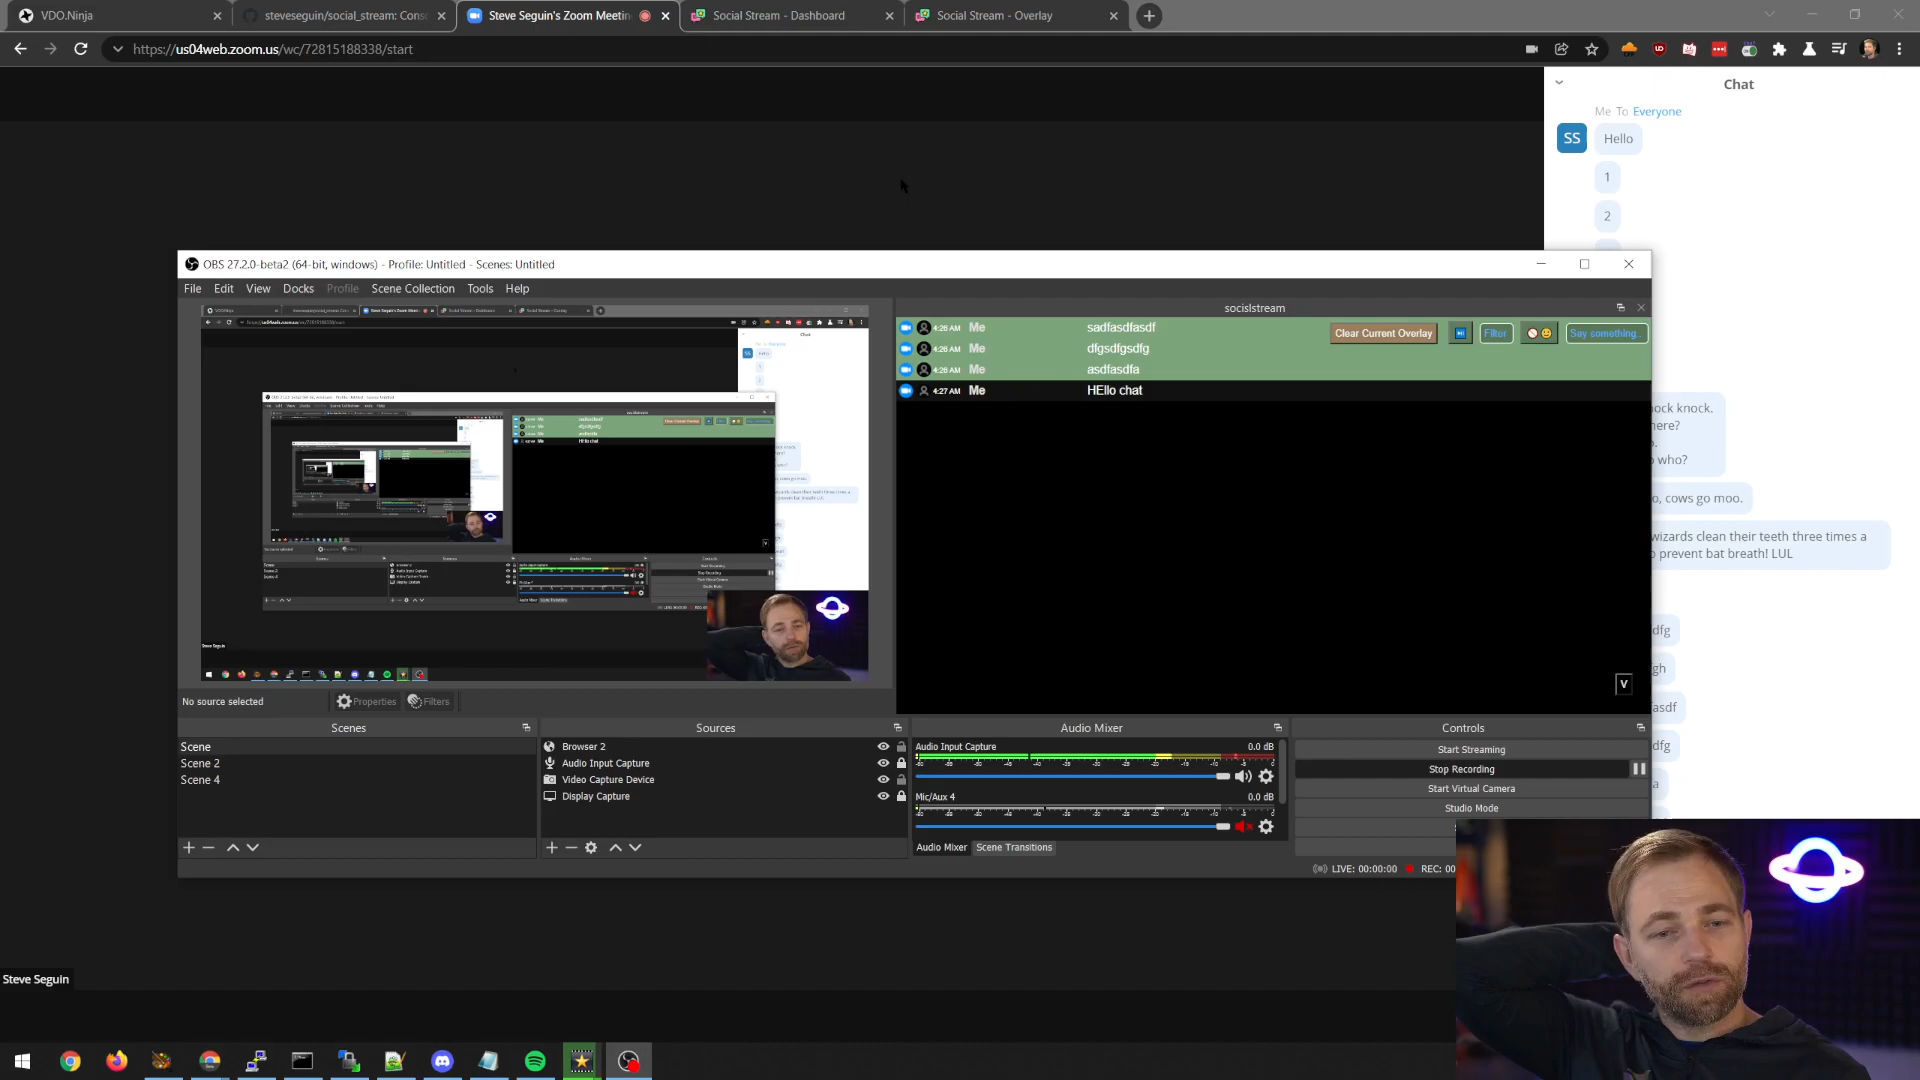 VDO.Ninja
steveseguin/social_stream: Conso
Steve Seguin's Zoom Meetin
Social Stream - Dashboard
Social Stream - Overlay
https://us04web.zoom.us/wc/72815188338/start
Chat
Me To Everyone
SS
Hello
1
2
OBS 27.2.0-beta2 (64-bit, windows) - Profile: Untitled - Scenes: Untitled
File Edit View Docks Profile Scene Collection Tools Help
socislstream
4:26 AM Me sadfasdfasdf
4:26 AM Me dfgsdfgsdfg
4:26 AM Me asdfasdfa
4:27 AM Me HEllo chat
Clear Current Overlay
Filter
Say something..
V
ock knock.
here?
o.
o who?
o, cows go moo.
wizards clean their teeth three times a
o prevent bat breath! LUL
dfg
gh
asdf
dfg
a
No source selected
Properties
Filters
Scenes
Scene
Scene 2
Scene 4
Sources
Browser 2
Audio Input Capture
Video Capture Device
Display Capture
Audio Mixer
Audio Input Capture 0.0 dB
Mic/Aux 4 0.0 dB
Audio Mixer
Scene Transitions
Controls
Start Streaming
Stop Recording
Start Virtual Camera
Studio Mode
LIVE: 00:00:00
REC: 00
Steve Seguin